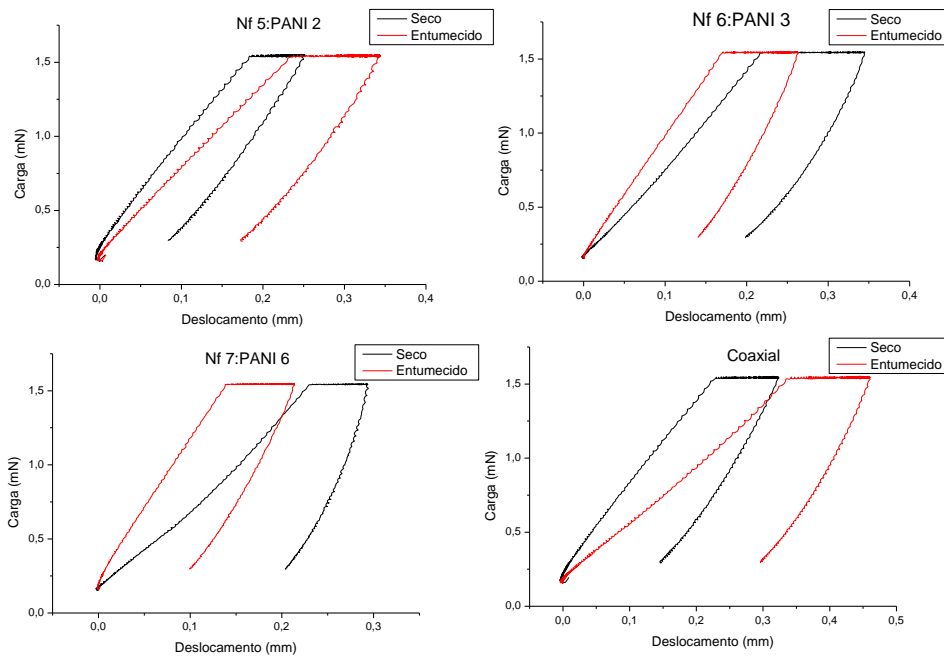 Nf 5:PANI 2
Seco
Entumecido
1,5
1,0
0,5
0,0
Carga (mN)
0,0 0,1 0,2 0,3 0,4
Deslocamento (mm)
Nf 6:PANI 3
Seco
Entumecido
1,5
1,0
0,5
0,0
Carga (mN)
0,0 0,1 0,2 0,3 0,4
Deslocamento (mm)
Nf 7:PANI 6
Seco
Entumecido
1,5
1,0
0,5
0,0
Carga (mN)
0,0 0,1 0,2 0,3
Deslocamento (mm)
Coaxial
Seco
Entumecido
1,5
1,0
0,5
0,0
Carga (mN)
0,0 0,1 0,2 0,3 0,4 0,5
Deslocamento (mm)